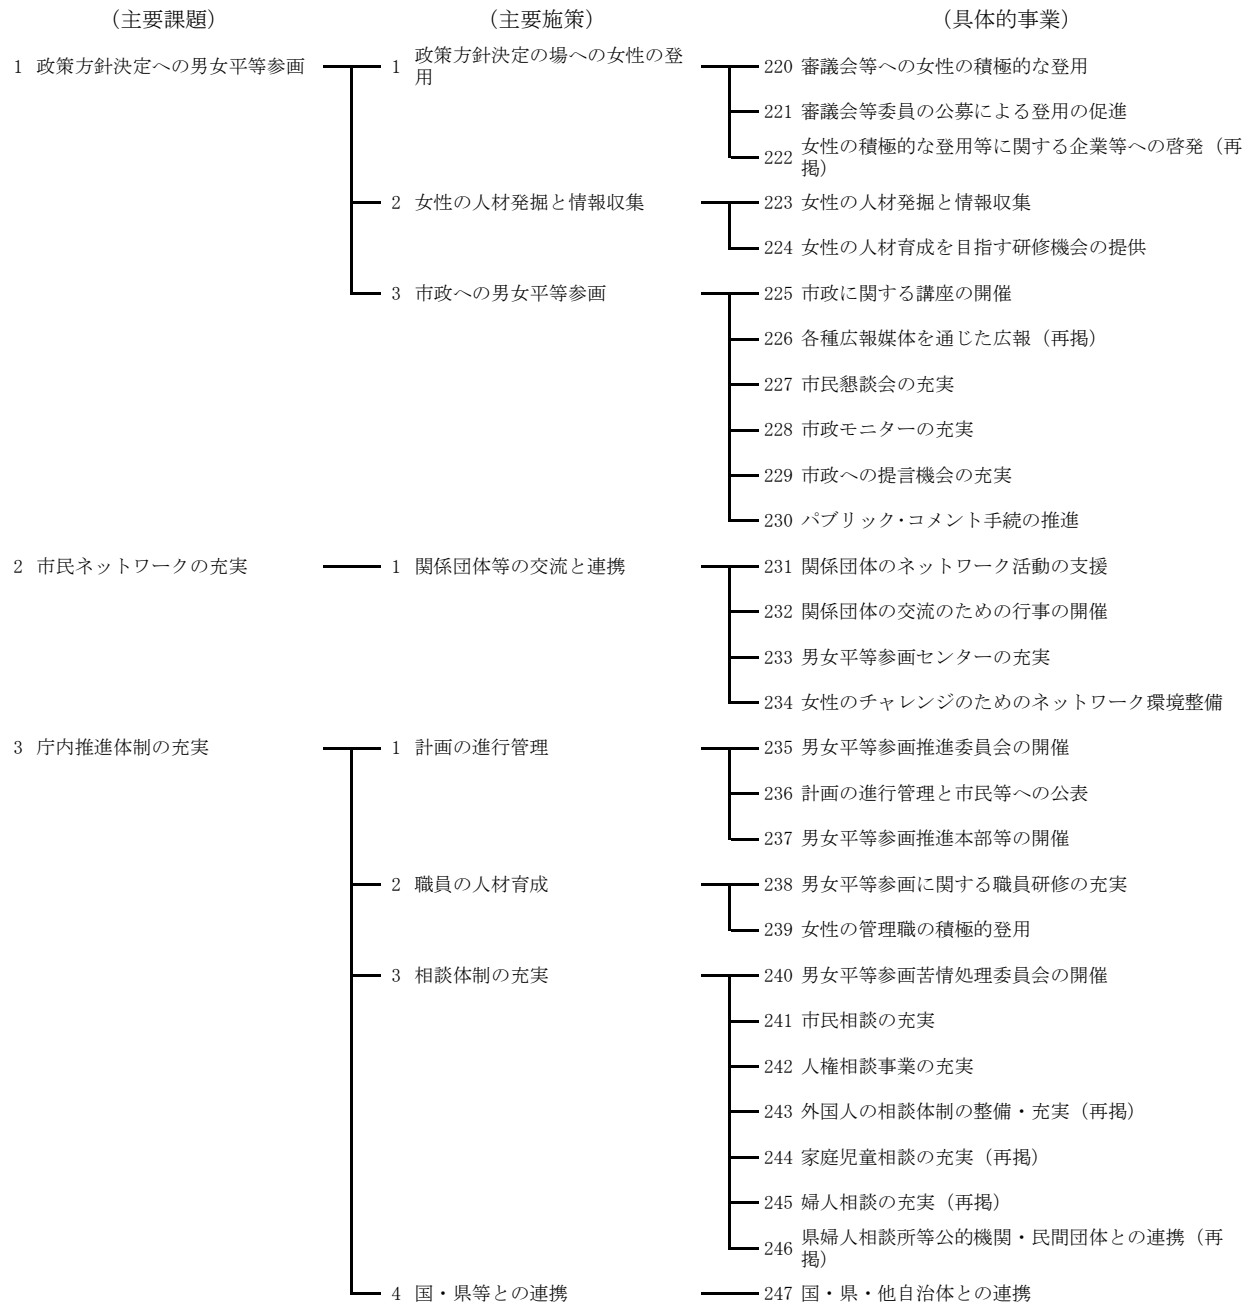 （主要課題） （主要施策） （具体的事業）
1 政策方針決定への男女平等参画 1 政策方針決定の場への女性の登
用
220 審議会等への女性の積極的な登用
221 審議会等委員の公募による登用の促進
222 女性の積極的な登用等に関する企業等への啓発（再
掲）
2 女性の人材発掘と情報収集 223 女性の人材発掘と情報収集
224 女性の人材育成を目指す研修機会の提供
3 市政への男女平等参画 225 市政に関する講座の開催
226 各種広報媒体を通じた広報（再掲）
227 市民懇談会の充実
228 市政モニターの充実
229 市政への提言機会の充実
230 パブリック・コメント手続の推進
2 市民ネットワークの充実 1 関係団体等の交流と連携 231 関係団体のネットワーク活動の支援
232 関係団体の交流のための行事の開催
233 男女平等参画センターの充実
234 女性のチャレンジのためのネットワーク環境整備
3 庁内推進体制の充実 1 計画の進行管理 235 男女平等参画推進委員会の開催
236 計画の進行管理と市民等への公表
237 男女平等参画推進本部等の開催
2 職員の人材育成 238 男女平等参画に関する職員研修の充実
239 女性の管理職の積極的登用
3 相談体制の充実 240 男女平等参画苦情処理委員会の開催
241 市民相談の充実
242 人権相談事業の充実
243 外国人の相談体制の整備・充実（再掲）
244 家庭児童相談の充実（再掲）
245 婦人相談の充実（再掲）
246 県婦人相談所等公的機関・民間団体との連携（再
掲）
4 国・県等との連携 247 国・県・他自治体との連携